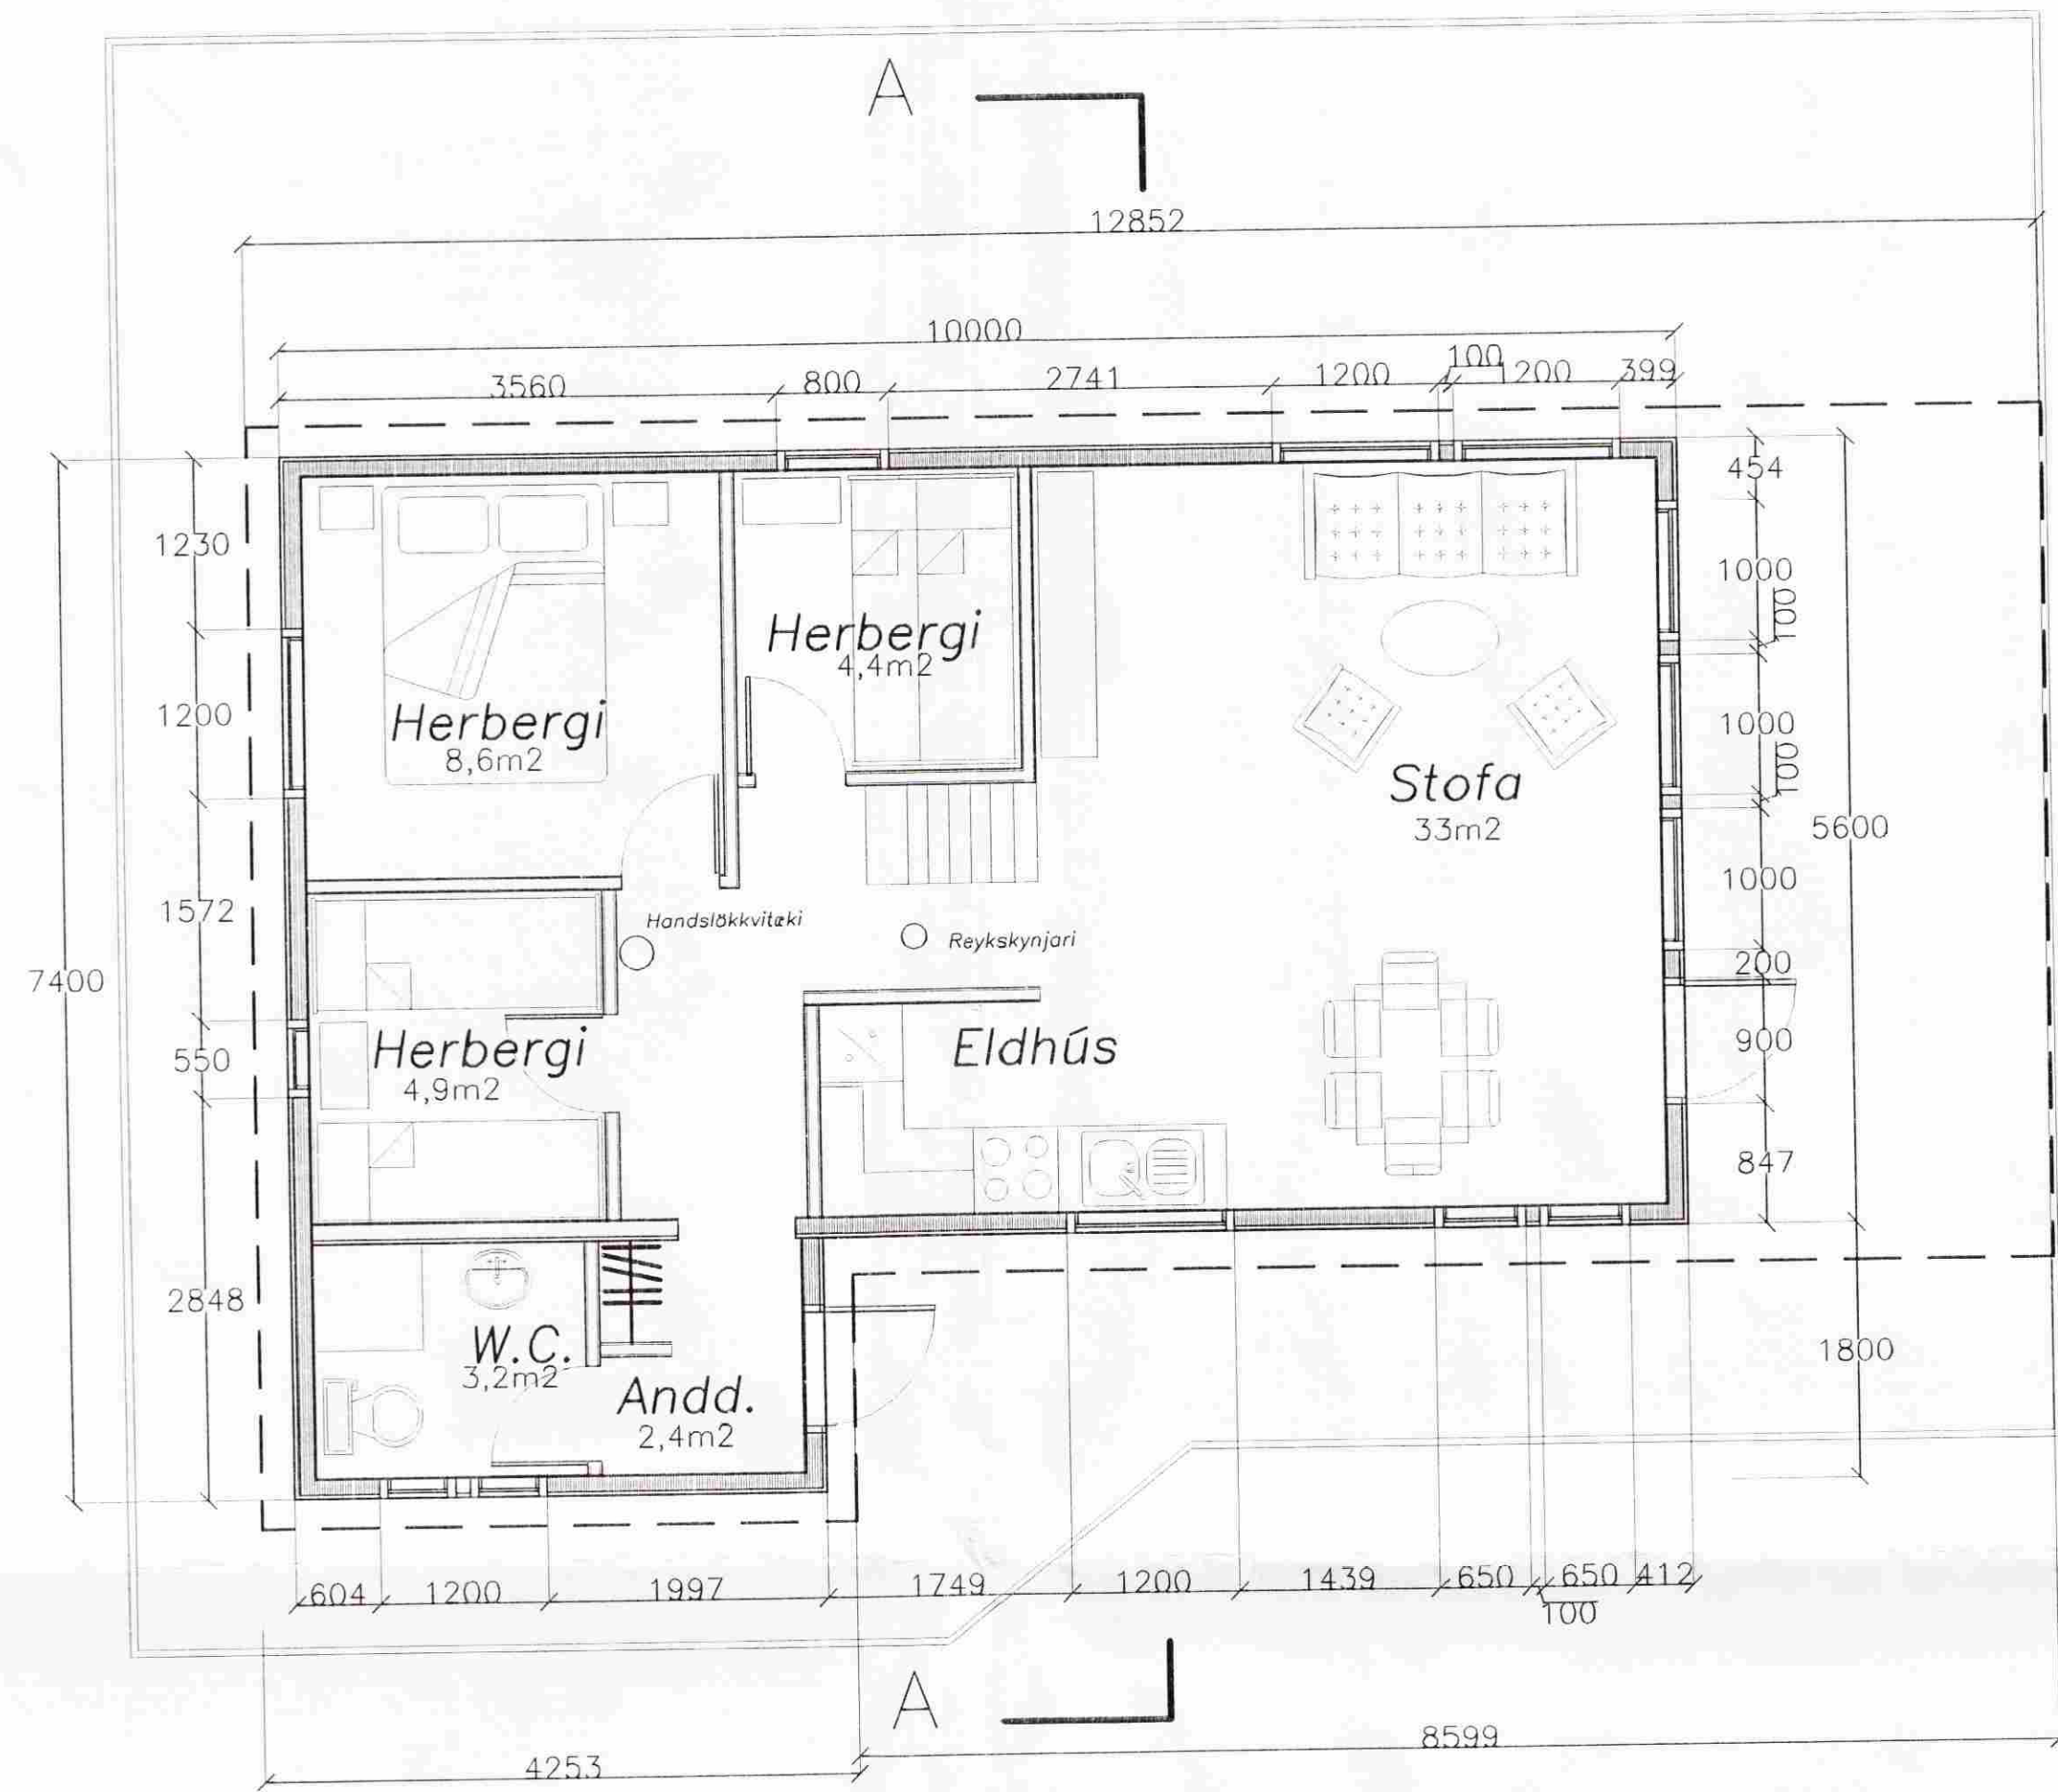 A
12852
10000
3560
800
2741
1200
100
1200
399
454
1230
1000
100
Herbergi
4,4m2
Herbergi
8,6m2
1200
1000
100
Stofa
33m2
5600
1000
1572
Handslökkvitæki
Reykskynjari
200
7400
Herbergi
4,9m2
Eldhús
550
900
847
2848
W.C.
3,2m2
1800
Andd.
2,4m2
604
1200
1997
1749
1200
1439
650
650
412
100
A
8599
4253